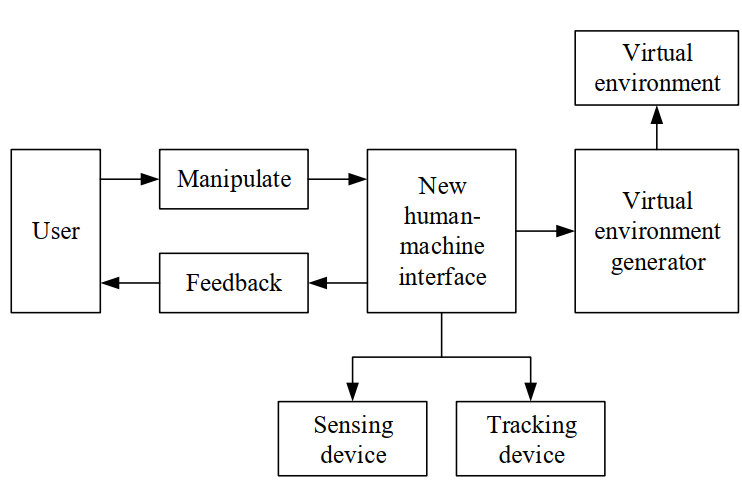 Virtual
environment
Manipulate
User
Feedback
New
human-
machine
interface
Virtual
environment
generator
Sensing
device
Tracking
device